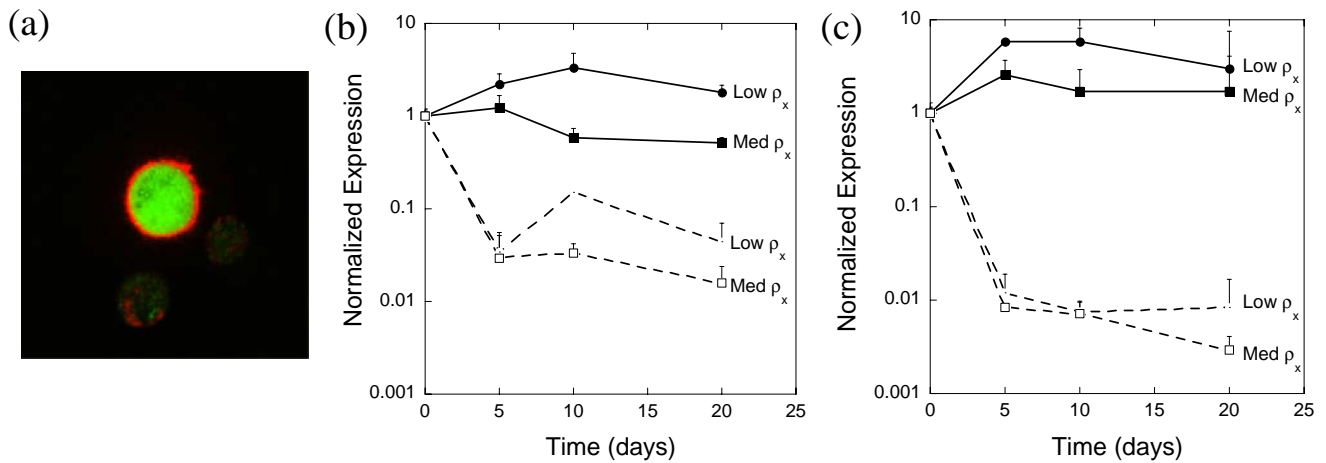 (a)
(b)
10
1
0.1
0.01
0.001
Normalized Expression
Low ρx
Med ρx
Low ρx
Med ρx
0 5 10 15 20 25
Time (days)
(c)
10
1
0.1
0.01
0.001
Normalized Expression
Low ρx
Med ρx
Low ρx
Med ρx
0 5 10 15 20 25
Time (days)